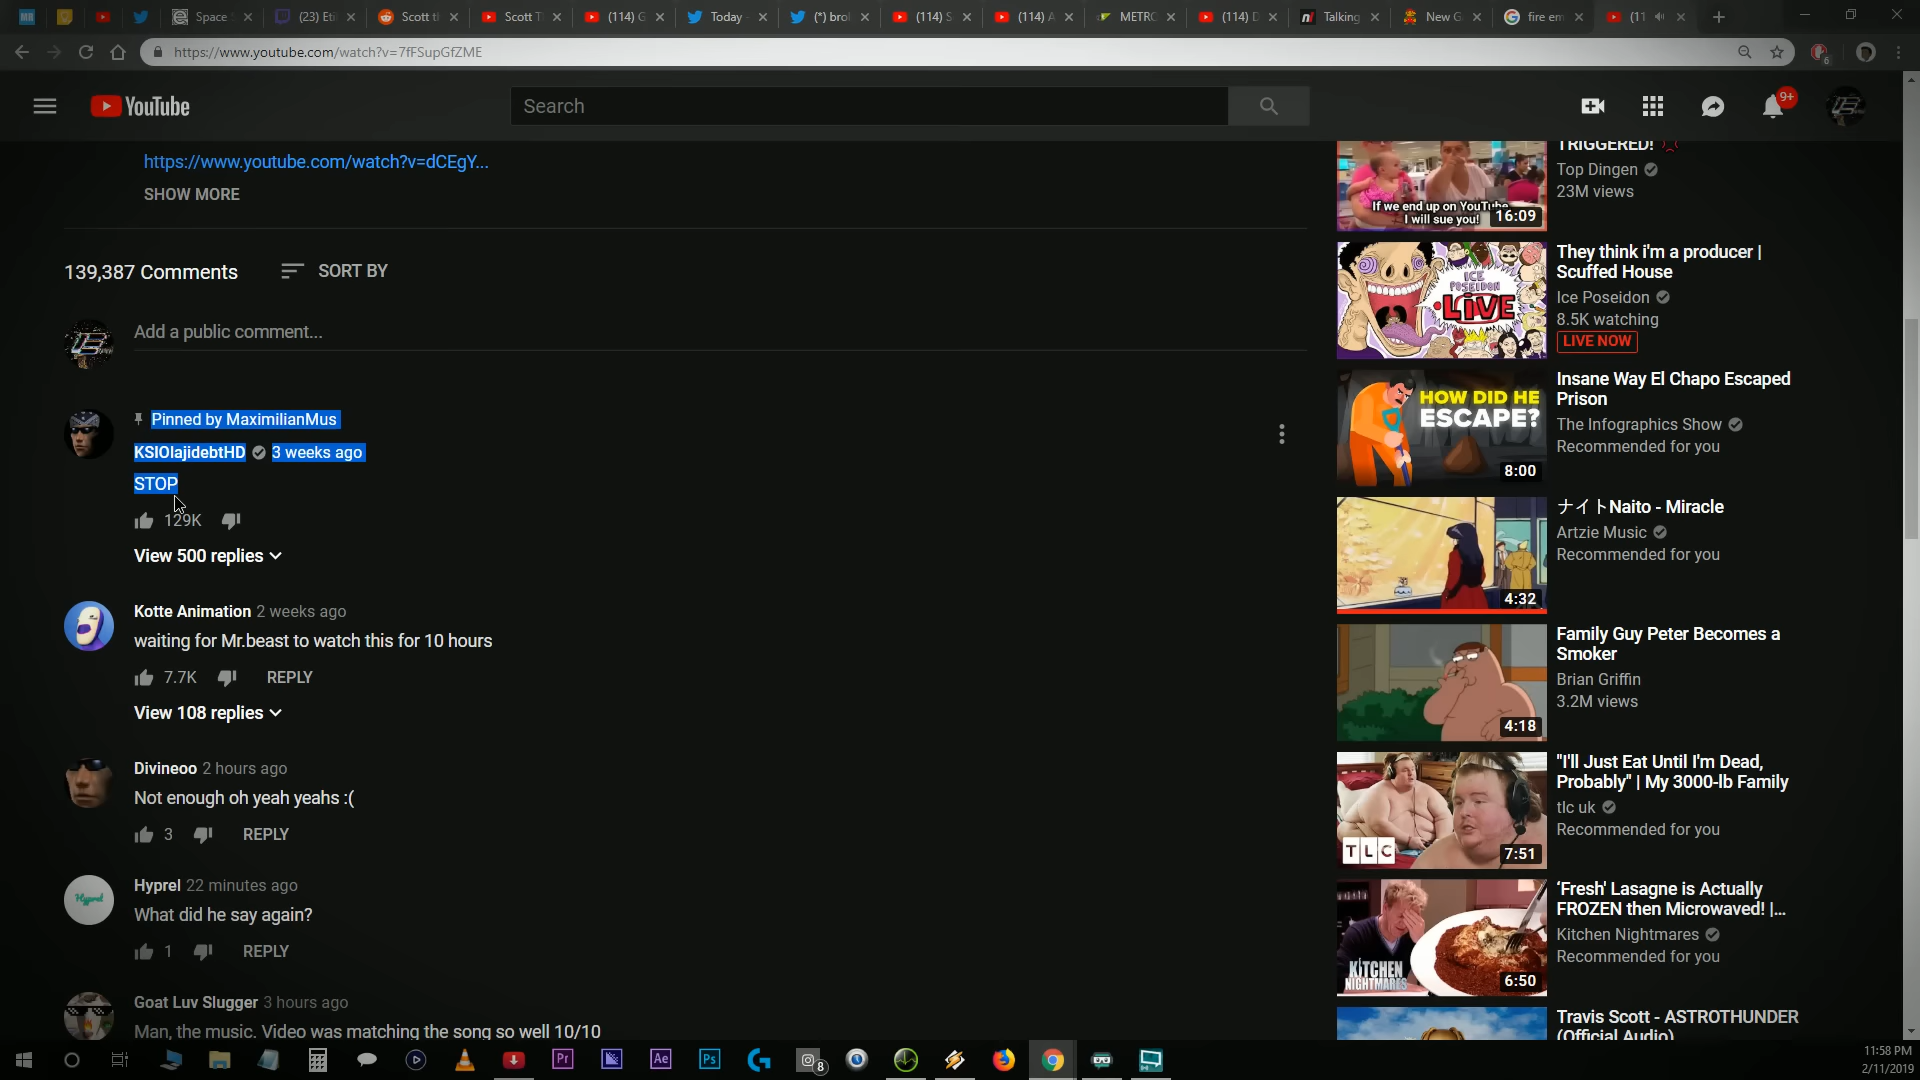 Space
(23) Eti
Scott t
Scott T
(114) G
Today -
(*) bro
(114) S
(114) A
METRO
(114) D
Talking
New G
fire em
(11
https://www.youtube.com/watch?v=7fFSupGfZME
6
YouTube
Search
9+
https://www.youtube.com/watch?v=dCEgY...
SHOW MORE
139,387 Comments
SORT BY
Add a public comment...
Pinned by MaximilianMus
KSIOlajidebtHD 3 weeks ago
STOP
129K
View 500 replies
Kotte Animation 2 weeks ago
waiting for Mr.beast to watch this for 10 hours
7.7K REPLY
View 108 replies
Divineoo 2 hours ago
Not enough oh yeah yeahs :(
3 REPLY
Hyprel
Hyprel 22 minutes ago
What did he say again?
1 REPLY
Goat Luv Slugger 3 hours ago
Man, the music. Video was matching the song so well 10/10
If we end up on YouTube
I will sue you!
16:09
TRIGGERED!
Top Dingen
23M views
ICE
POSEIDON
LIVE
They think i'm a producer |
Scuffed House
Ice Poseidon
8.5K watching
LIVE NOW
HOW DID HE
ESCAPE?
8:00
Insane Way El Chapo Escaped
Prison
The Infographics Show
Recommended for you
4:32
ナイトNaito - Miracle
Artzie Music
Recommended for you
4:18
Family Guy Peter Becomes a
Smoker
Brian Griffin
3.2M views
TLC
7:51
"I'll Just Eat Until I'm Dead,
Probably" | My 3000-lb Family
tlc uk
Recommended for you
KITCHEN
NIGHTMARES
6:50
'Fresh' Lasagne is Actually
FROZEN then Microwaved! |...
Kitchen Nightmares
Recommended for you
Travis Scott - ASTROTHUNDER
(Official Audio)
Pr
Ae
Ps
8
11:58 PM
2/11/2019